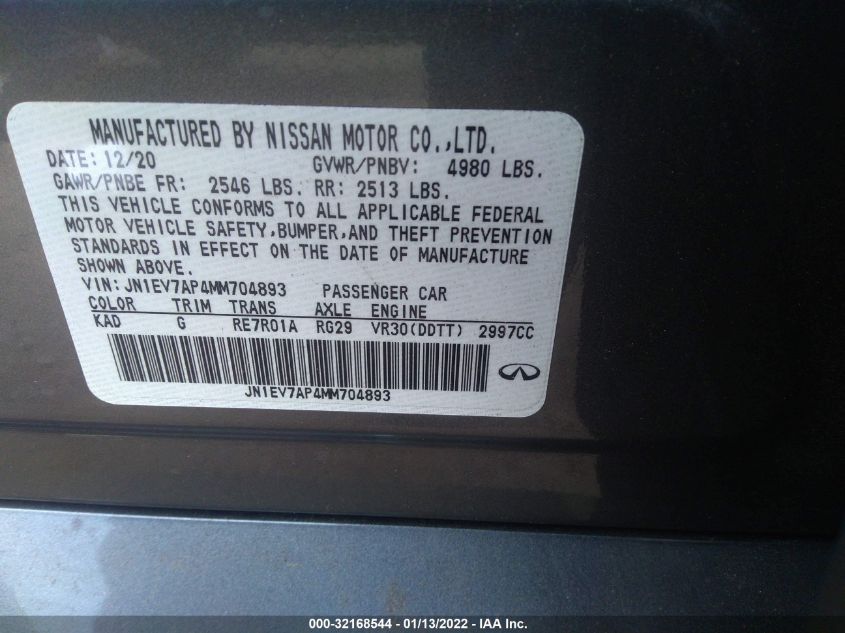 MANUFACTURED BY NISSAN MOTOR CO.,LTD.
DATE: 12/20 GVWR/PNBV: 4980 LBS.
GAWR/PNBE FR: 2546 LBS. RR: 2513 LBS.
THIS VEHICLE CONFORMS TO ALL APPLICABLE FEDERAL
MOTOR VEHICLE SAFETY,BUMPER,AND THEFT PREVENTION
STANDARDS IN EFFECT ON THE DATE OF MANUFACTURE
SHOWN ABOVE.
VIN: JN1EV7AP4MM704893 PASSENGER CAR
COLOR TRIM TRANS AXLE ENGINE
KAD G RE7R01A RG29 VR30(DDTT) 2997CC
JN1EV7AP4MM704893
000-32168544 - 01/13/2022 - IAA Inc.